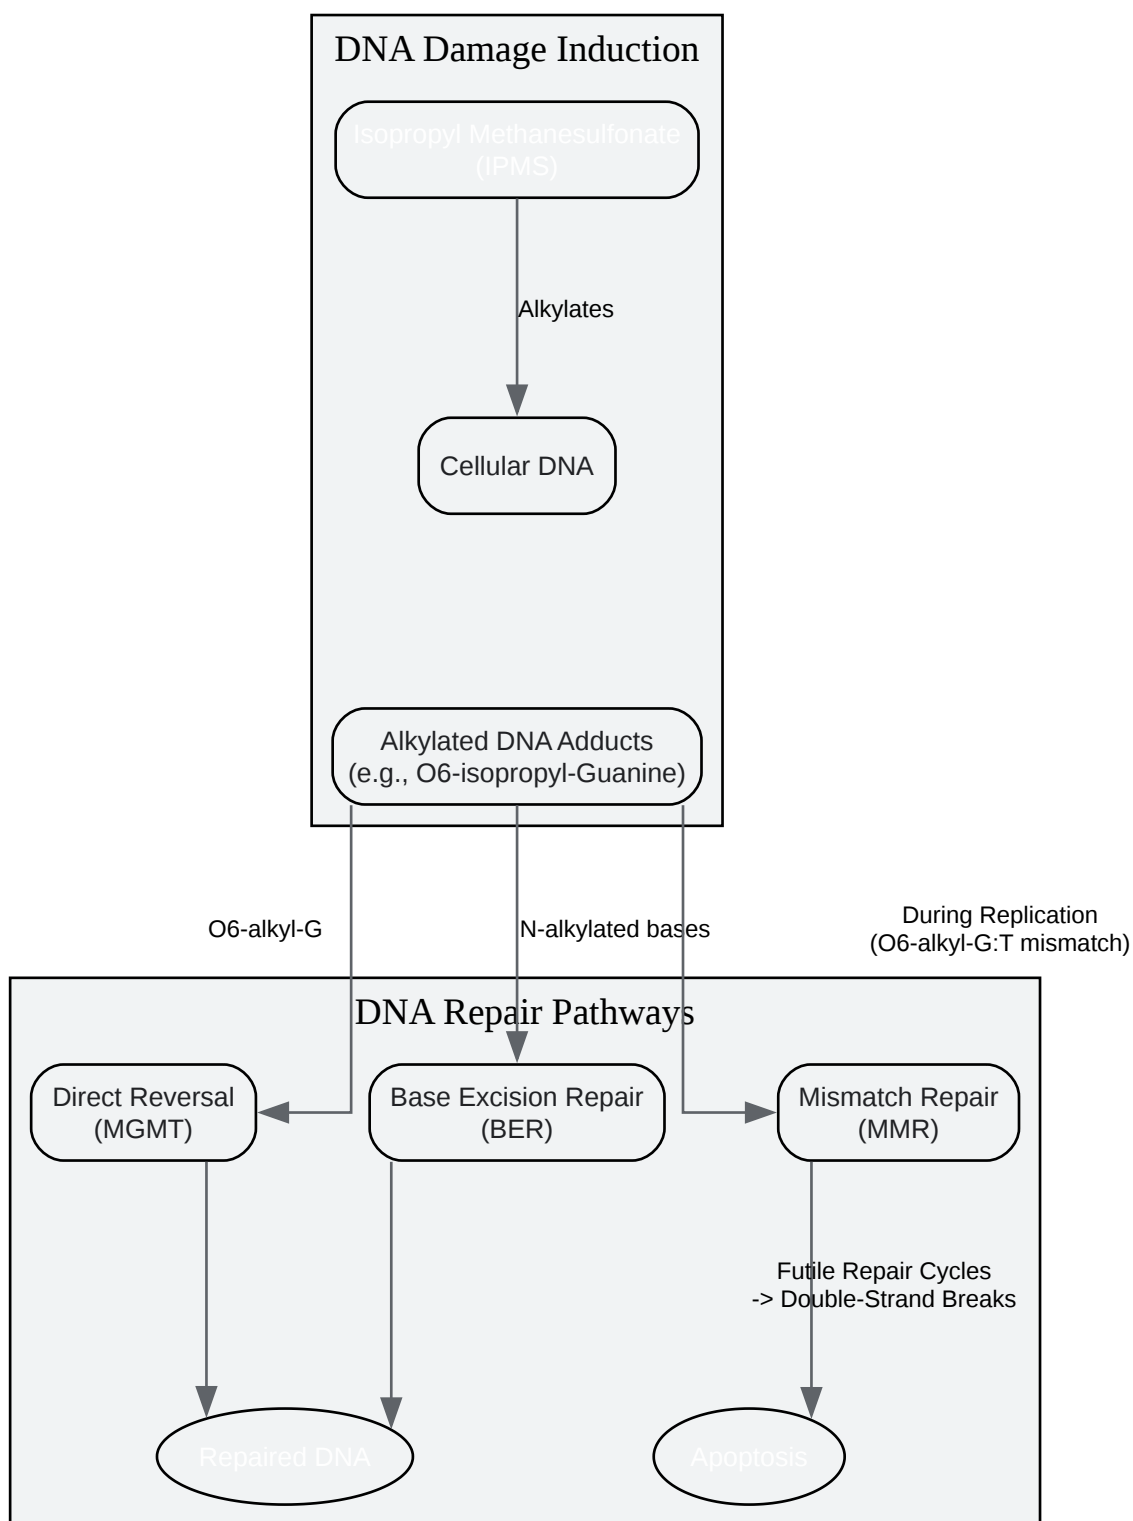 DNA Damage Induction
Isopropyl Methanesulfonate
(IPMS)
Alkylates
Cellular DNA
Alkylated DNA Adducts
(e.g., O6-isopropyl-Guanine)
O6-alkyl-G
N-alkylated bases
During Replication
(O6-alkyl-G:T mismatch)
DNA Repair Pathways
Direct Reversal
(MGMT)
Base Excision Repair
(BER)
Mismatch Repair
(MMR)
Futile Repair Cycles
-> Double-Strand Breaks
Repaired DNA
Apoptosis